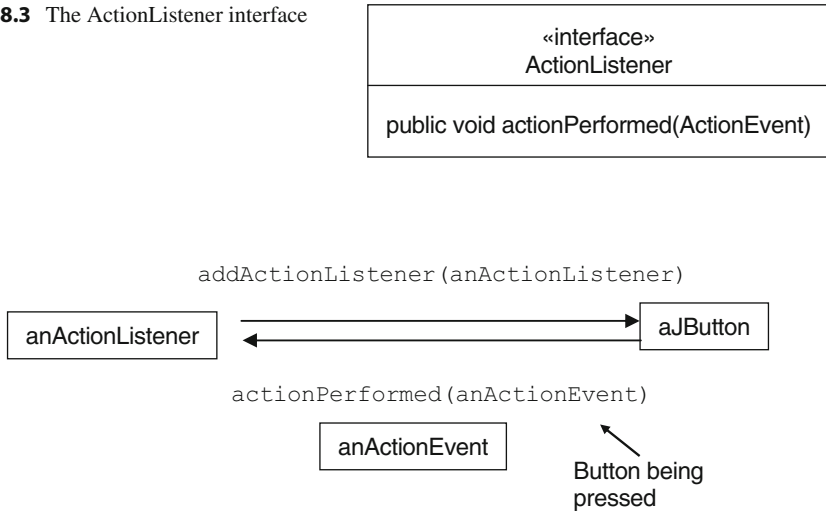 8.3 The ActionListener interface
«interface»
ActionListener
public void actionPerformed(ActionEvent)
addActionListener(anActionListener)
anActionListener
aJButton
actionPerformed(anActionEvent)
anActionEvent
Button being
pressed